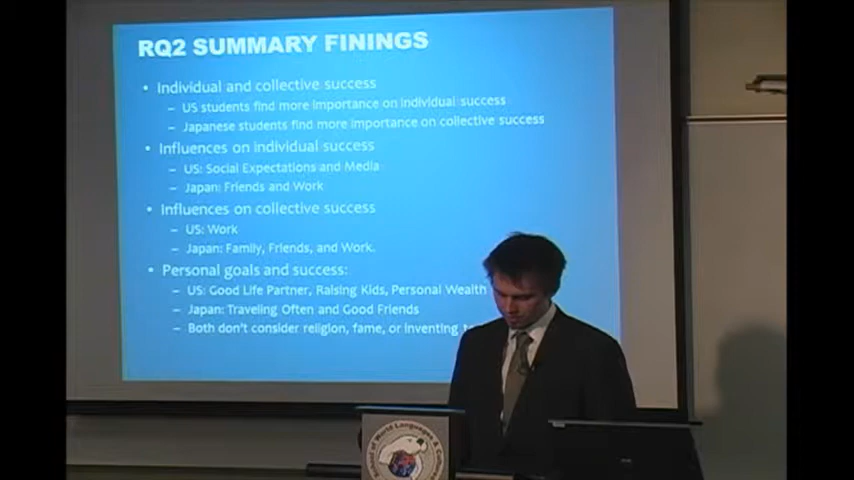 RQ2 SUMMARY FININGS
• Individual and collective success
– US students find more importance on individual success
– Japanese students find more importance on collective success
• Influences on individual success
– US: Social Expectations and Media
– Japan: Friends and Work
• Influences on collective success
– US: Work
– Japan: Family, Friends, and Work.
• Personal goals and success:
– US: Good Life Partner, Raising Kids, Personal Wealth
– Japan: Traveling Often and Good Friends
– Both don't consider religion, fame, or inventing
of World Languages